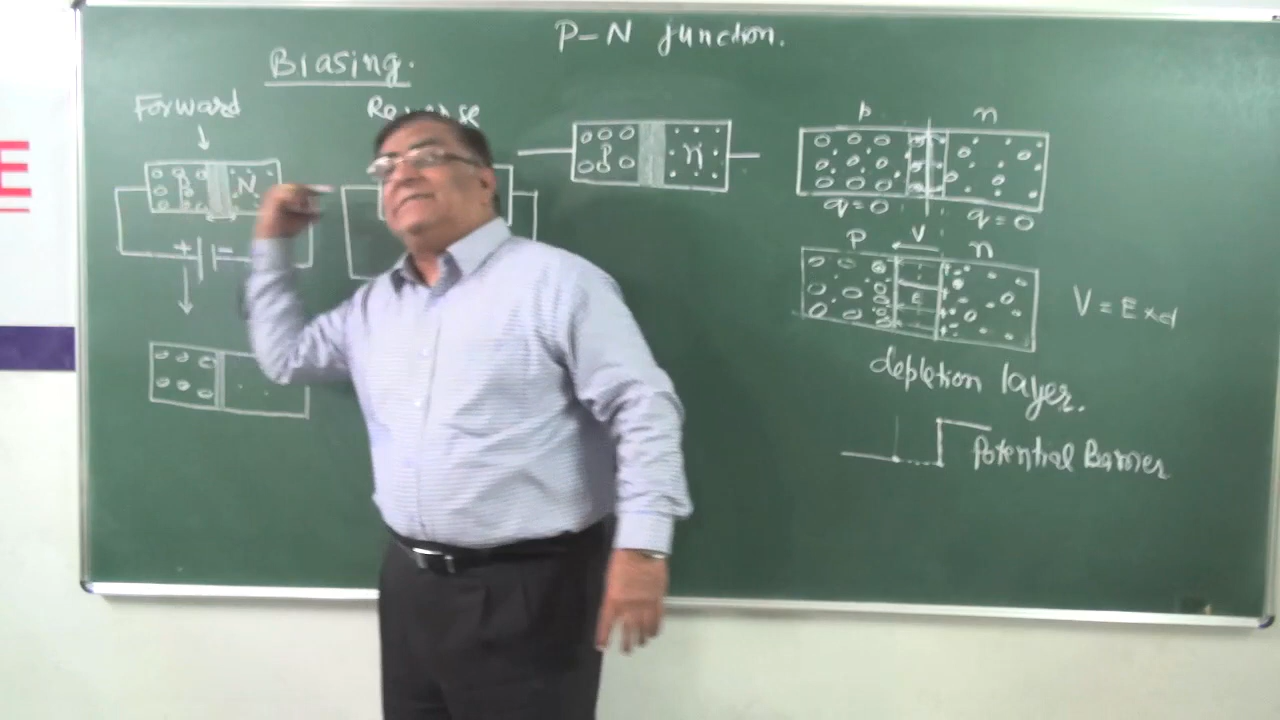 P-N junction.
Biasing.
Forward
P N
+ -
P n
p n
q=0 q=0
V
P n
E
V = E x d
depletion layer.
Potential Barrier
E